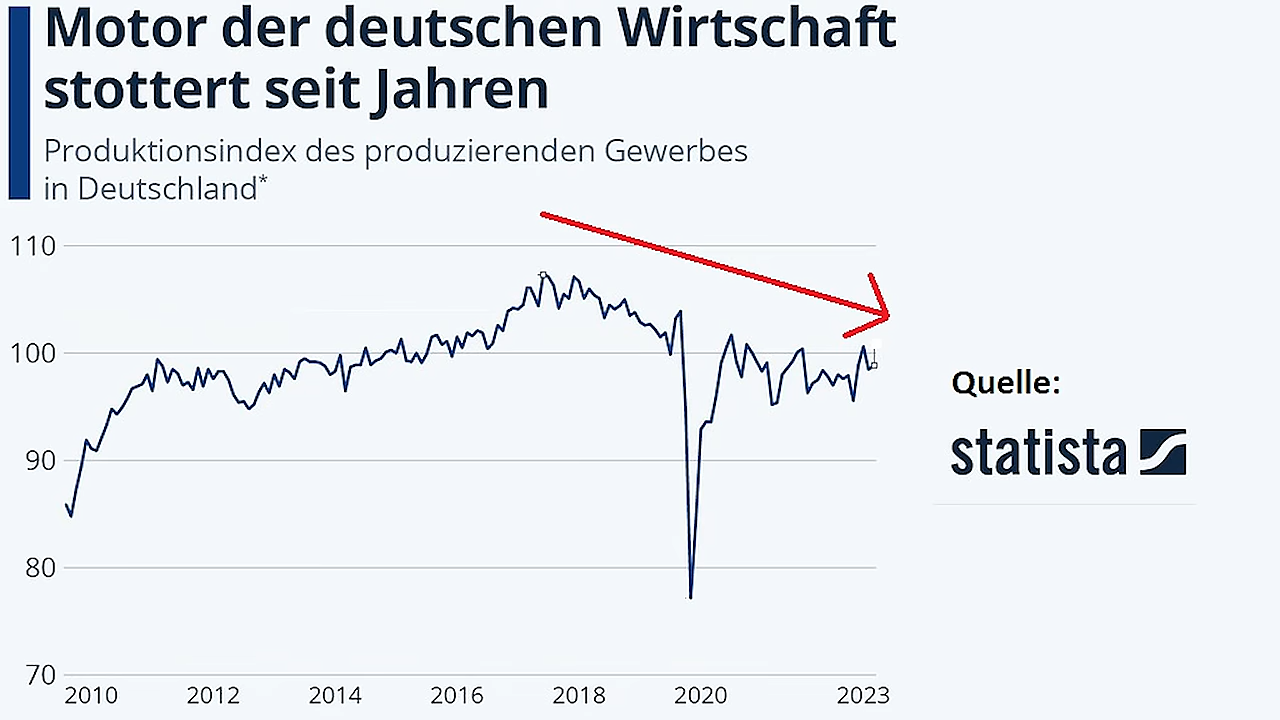 Motor der deutschen Wirtschaft
stottert seit Jahren
Produktionsindex des produzierenden Gewerbes
in Deutschland*
110
100
90
80
70
2010 2012 2014 2016 2018 2020 2023
Quelle:
statista